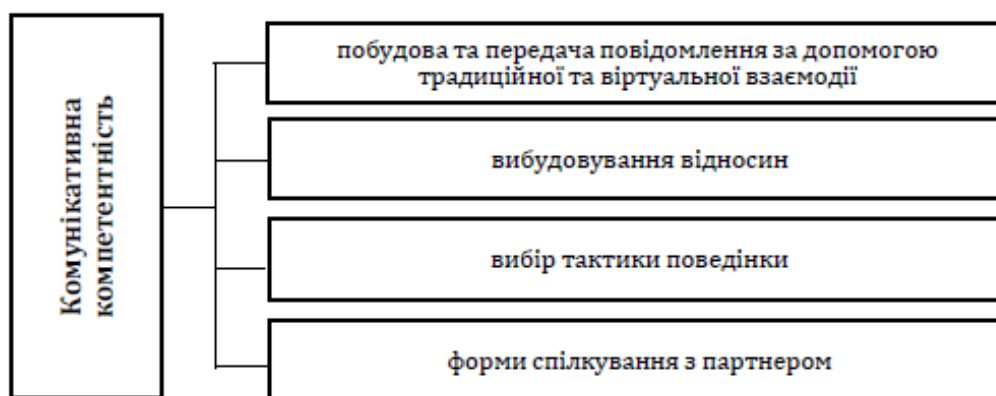 Комунікативна
компетентність
побудова та передача повідомлення за допомогою
традиційної та віртуальної взаємодії
вибудовування відносин
вибір тактики поведінки
форми спілкування з партнером